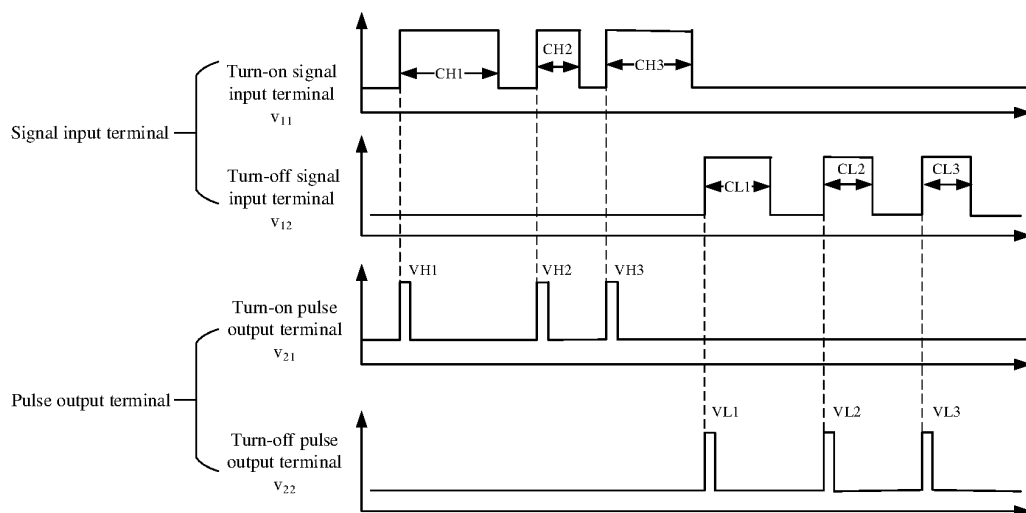 Signal input terminal
Turn-on signal
input terminal
v11
CH1
CH2
CH3
Turn-off signal
input terminal
v12
CL1
CL2
CL3
Pulse output terminal
Turn-on pulse
output terminal
v21
VH1
VH2
VH3
Turn-off pulse
output terminal
v22
VL1
VL2
VL3